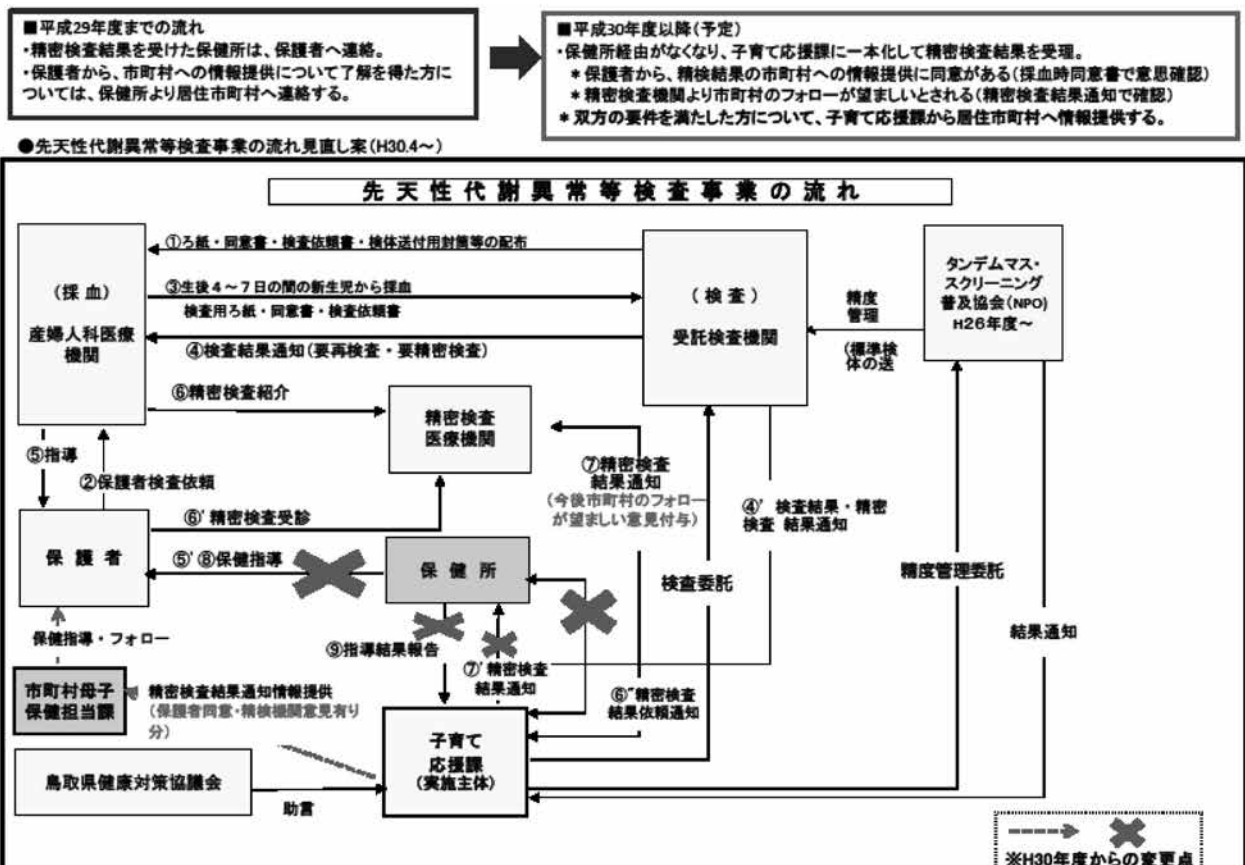 ■平成29年度までの流れ
・精密検査結果を受けた保健所は、保護者へ連絡。
・保護者から、市町村への情報提供について了解を得た方に
ついては、保健所より居住市町村へ連絡する。
■平成30年度以降(予定)
・保健所経由がなくなり、子育て応援課に一本化して精密検査結果を受理。
＊保護者から、精検結果の市町村への情報提供に同意がある(採血時同意書で意思確認)
＊精密検査機関より市町村のフォローが望ましいとされる(精密検査結果通知で確認)
＊双方の要件を満たした方について、子育て応援課から居住市町村へ情報提供する。
●先天性代謝異常等検査事業の流れ見直し案(H30.4～)
先天性代謝異常等検査事業の流れ
(採血)
産婦人科医療
機関
①ろ紙・同意書・検査依頼書・検体送付用封筒等の配布
③生後４～７日の間の新生児から採血
検査用ろ紙・同意書・検査依頼書
④検査結果通知(要再検査・要精密検査)
(検査)
受託検査機関
精度
管理
(標準検
体の送
タンデムマス・
スクリーニング
普及協会(NPO)
H26年度～
⑥精密検査紹介
精密検査
医療機関
⑤指導
②保護者検査依頼
⑦精密検査
結果通知
(今後市町村のフォロー
が望ましい意見付与)
④’ 検査結果・精密
検査 結果通知
⑥’精密検査受診
保護者
⑤’⑧保健指導
保健所
検査委託
精度管理委託
結果通知
保健指導・フォロー
⑨指導結果報告
⑦’精密検査
結果通知
⑥”精密検査
結果依頼通知
市町村母子
保健担当課
精密検査結果通知情報提供
(保護者同意・精検機関意見有り
分)
子育て
応援課
(実施主体)
鳥取県健康対策協議会
助言
※H30年度からの変更点